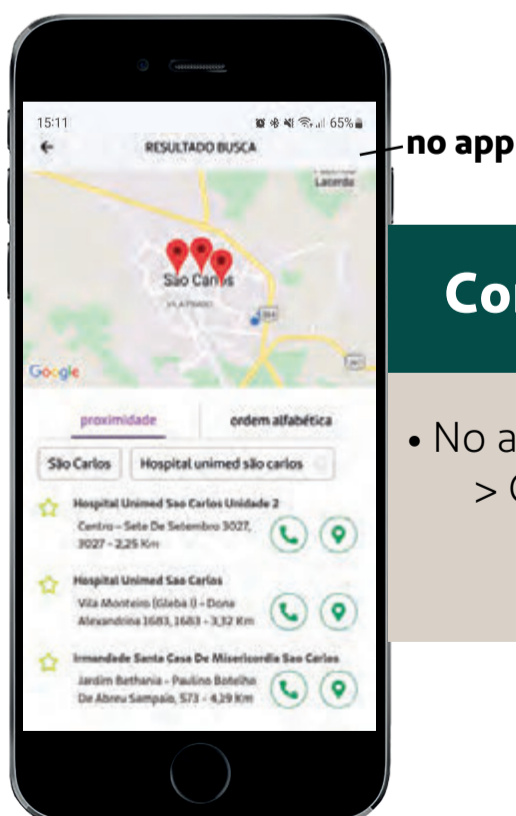 15:11
65%
RESULTADO BUSCA
no app
Lacerda
São Carlos
Google
proximidade
ordem alfabética
São Carlos
Hospital unimed são carlos
Hospital Unimed Sao Carlos Unidade 2
Centro - Sete De Setembro 3027,
3027 - 2,25 Km
Hospital Unimed Sao Carlos
Vila Monteiro (Gleba I) - Dona
Alexandrina 1683, 1683 - 3,32 Km
Irmandade Santa Casa De Misericordia Sao Carlos
Jardim Bethania - Paulino Botelho
De Abreu Sampaio, 573 - 4,29 Km
Co
• No a
>